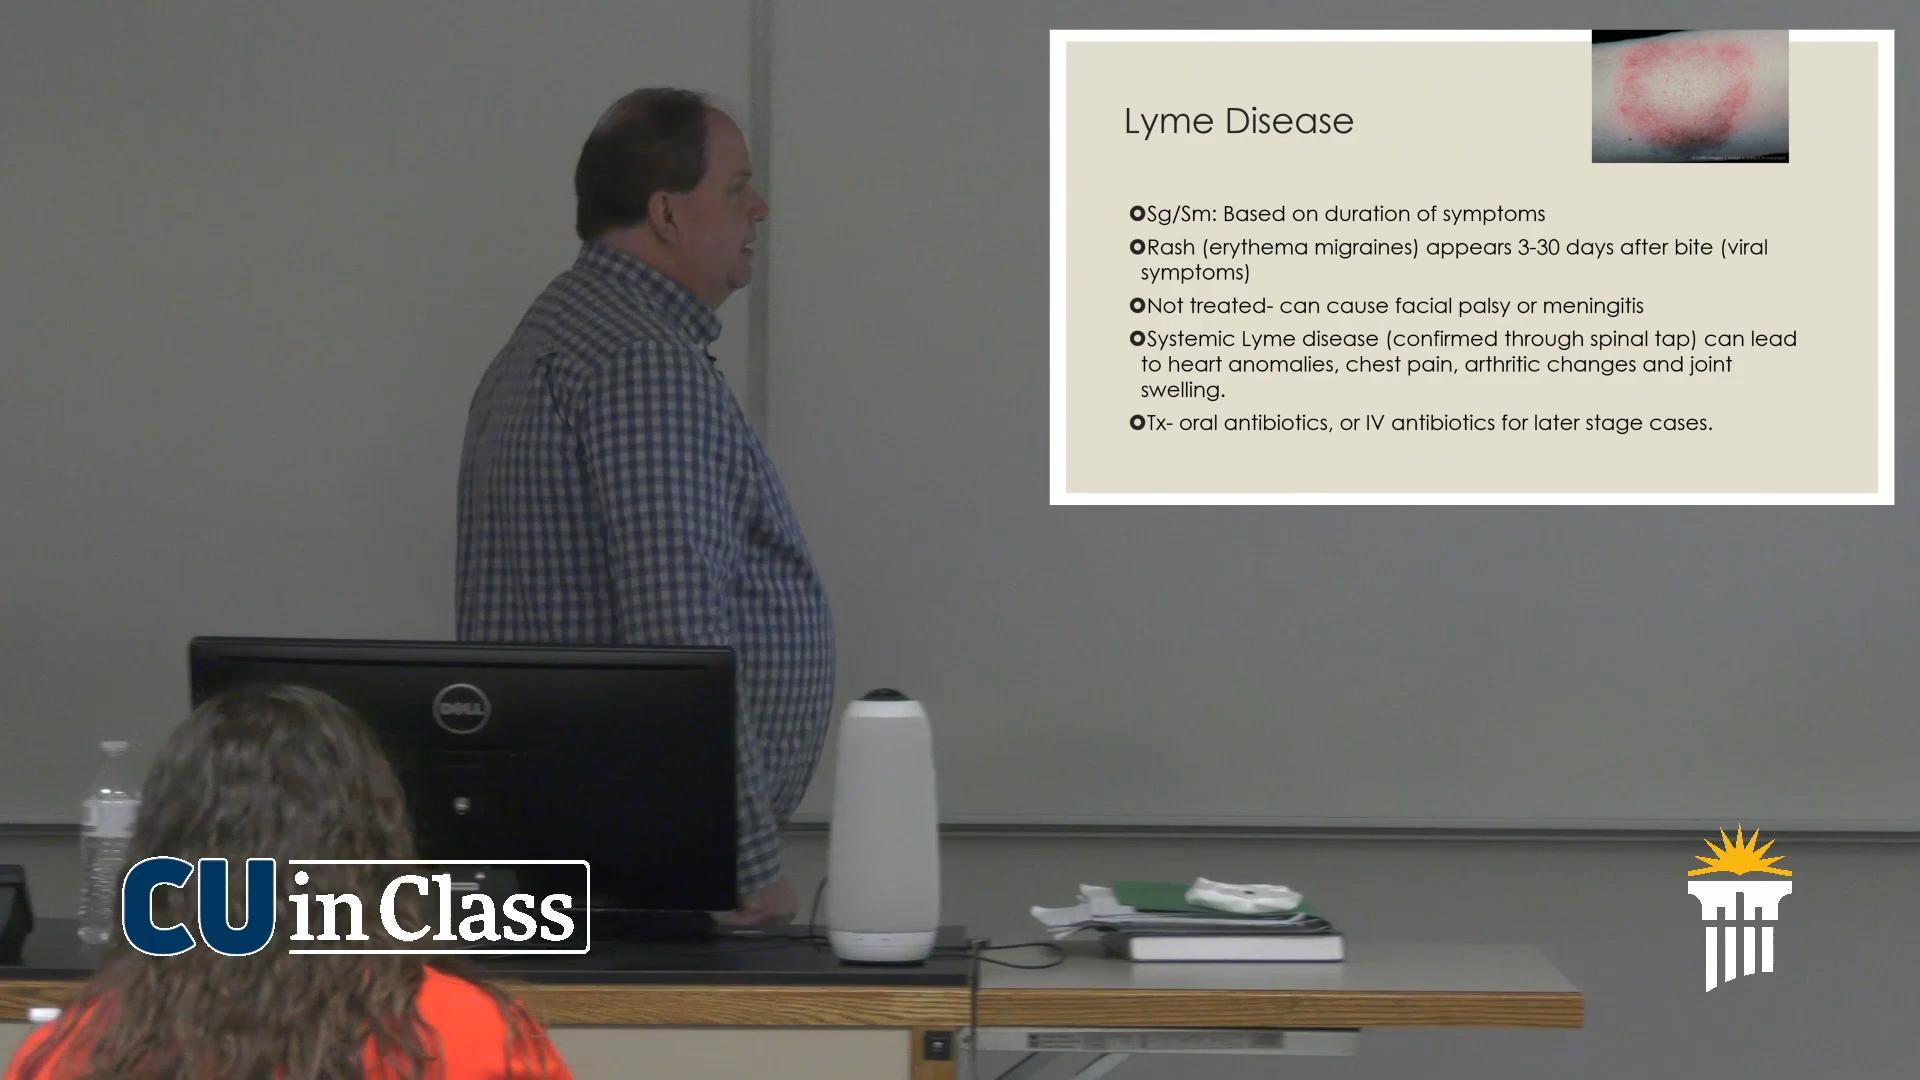 Lyme Disease
Sg/Sm: Based on duration of symptoms
Rash (erythema migraines) appears 3-30 days after bite (viral
symptoms)
Not treated- can cause facial palsy or meningitis
Systemic Lyme disease (confirmed through spinal tap) can lead
to heart anomalies, chest pain, arthritic changes and joint
swelling.
Tx- oral antibiotics, or IV antibiotics for later stage cases.
DELL
CU in Class